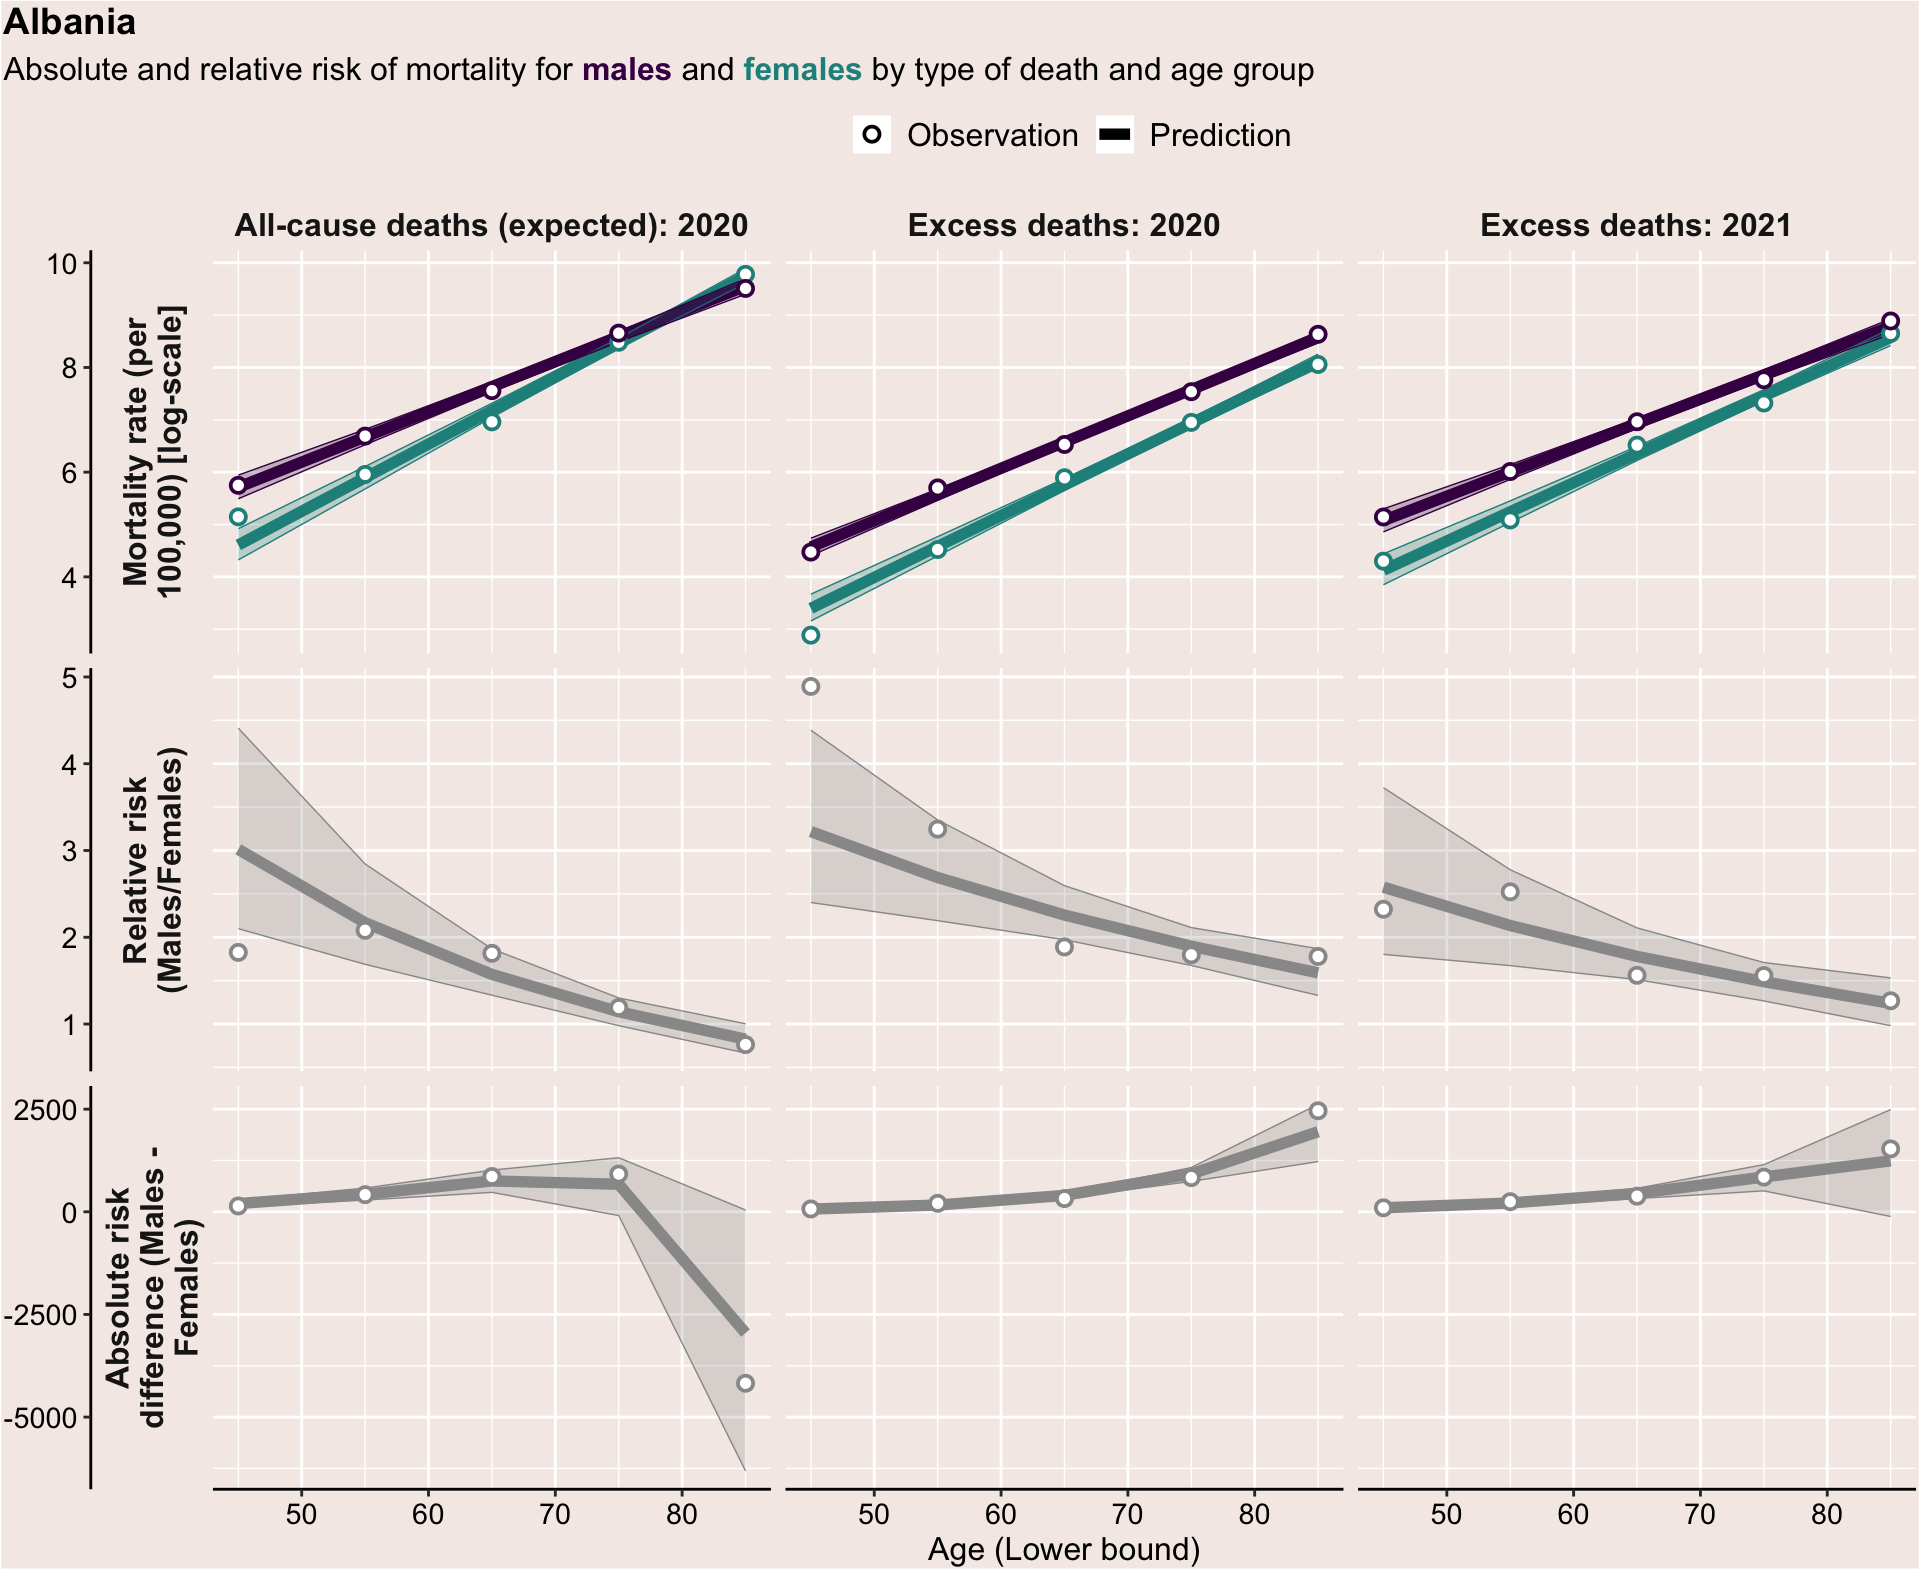 Albania
Absolute and relative risk of mortality for males and females by type of death and age group
Observation Prediction
All-cause deaths (expected): 2020 Excess deaths: 2020 Excess deaths: 2021
Mortality rate (per
100,000) [log-scale]
10
8
6
4
Relative risk
(Males/Females)
5
4
3
2
1
Absolute risk
difference (Males -
Females)
2500
0
-2500
-5000
50 60 70 80 50 60 70 80 50 60 70 80
Age (Lower bound)